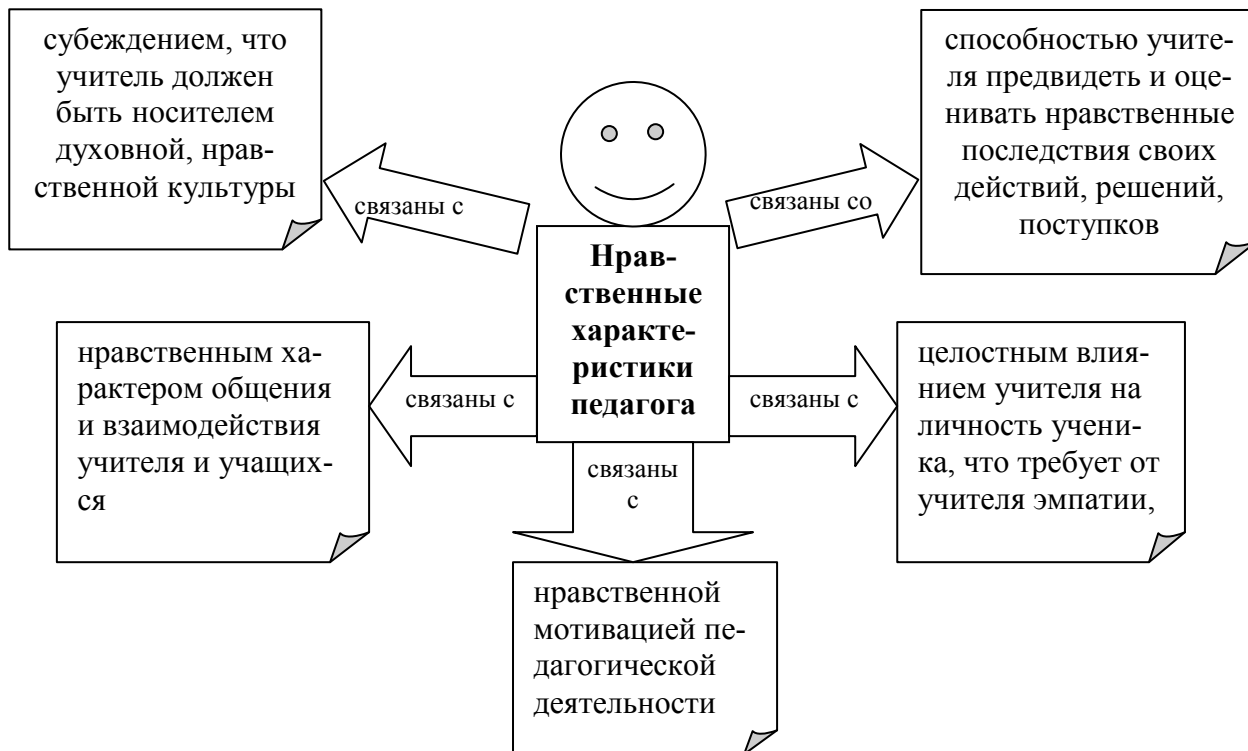 субеждением, что
учитель должен
быть носителем
духовной, нрав-
ственной культуры
связаны с
способностью учите-
ля предвидеть и оце-
нивать нравственные
последствия своих
действий, решений,
поступков
связаны со
Нрав-
ственные
характе-
ристики
педагога
нравственным ха-
рактером общения
и взаимодействия
учителя и учащих-
ся
связаны с
связаны с
целостным влия-
нием учителя на
личность учени-
ка, что требует от
учителя эмпатии,
связаны
с
нравственной
мотивацией пе-
дагогической
деятельности